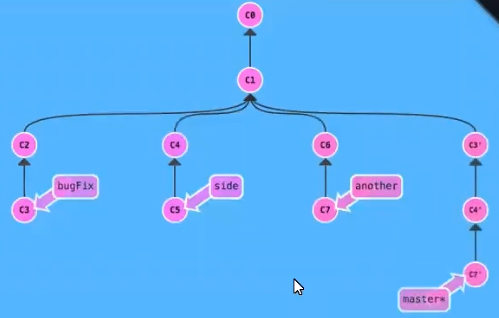 C0
C1
C2
C4
C6
C3'
bugFix
side
another
C3
C5
C7
C4'
C7'
master*